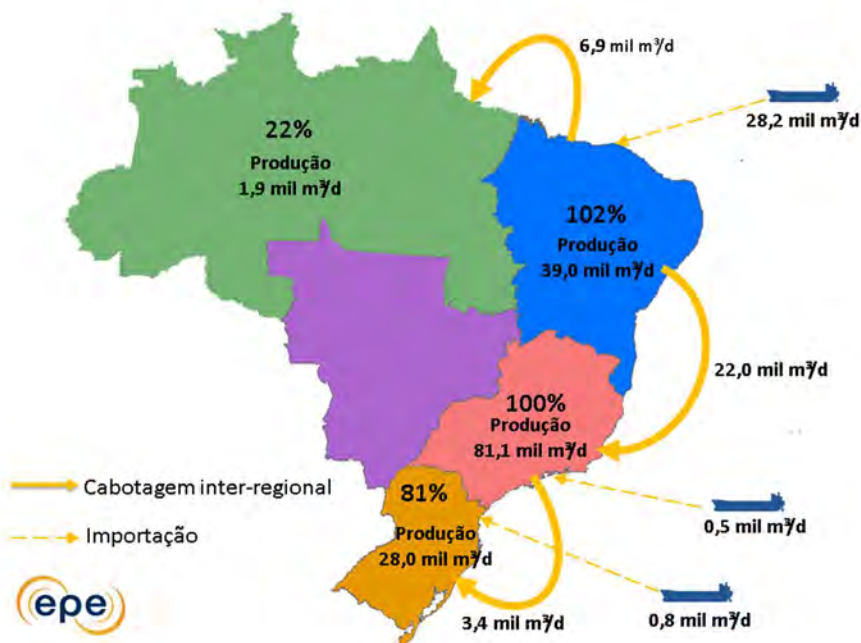 6,9 mil m³/d
28,2 mil m³/d
22%
Produção
1,9 mil m³/d
102%
Produção
39,0 mil m³/d
22,0 mil m³/d
100%
Produção
81,1 mil m³/d
Cabotagem inter-regional
81%
0,5 mil m³/d
Importação
Produção
28,0 mil m³/d
epe
3,4 mil m³/d
0,8 mil m³/d